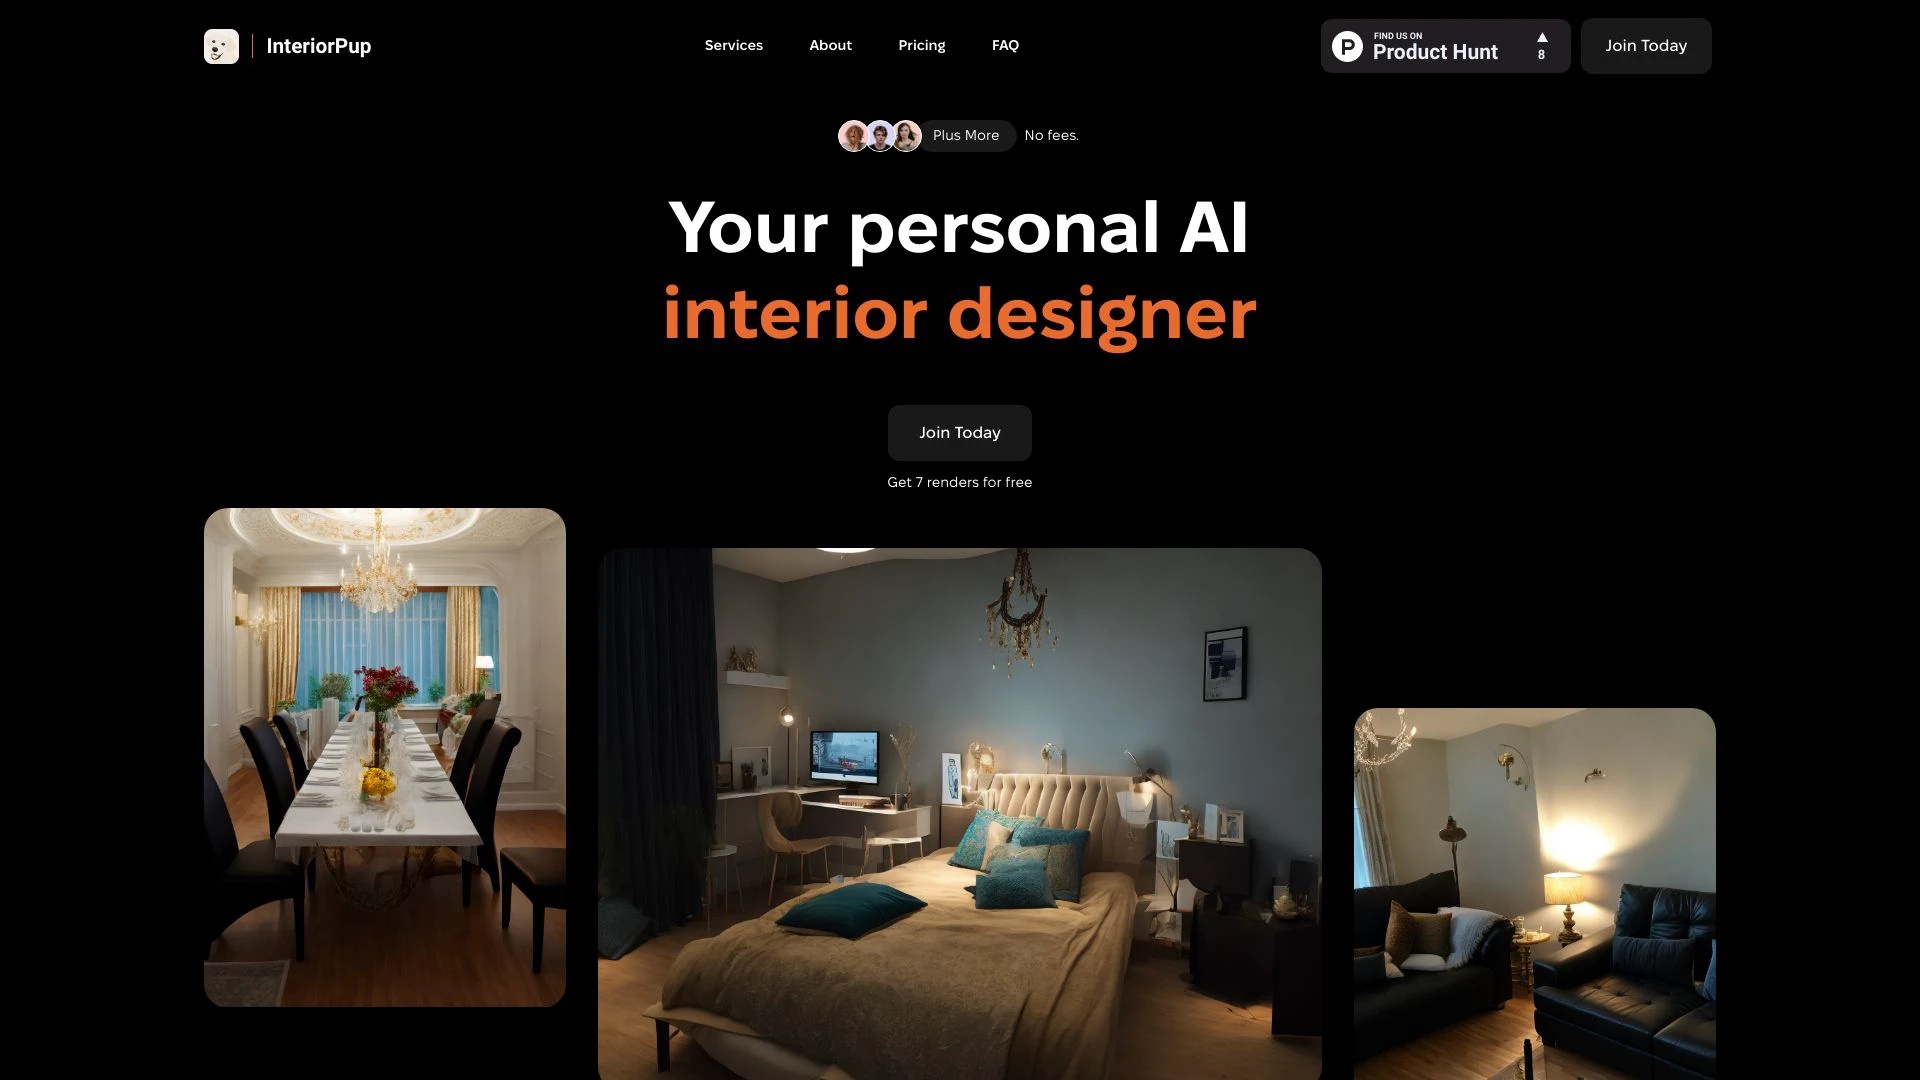 InteriorPup
Services
About
Pricing
FAQ
FIND US ON
Product Hunt
8
Join Today
Plus More
No fees.
Your personal AI
interior designer
Join Today
Get 7 renders for free